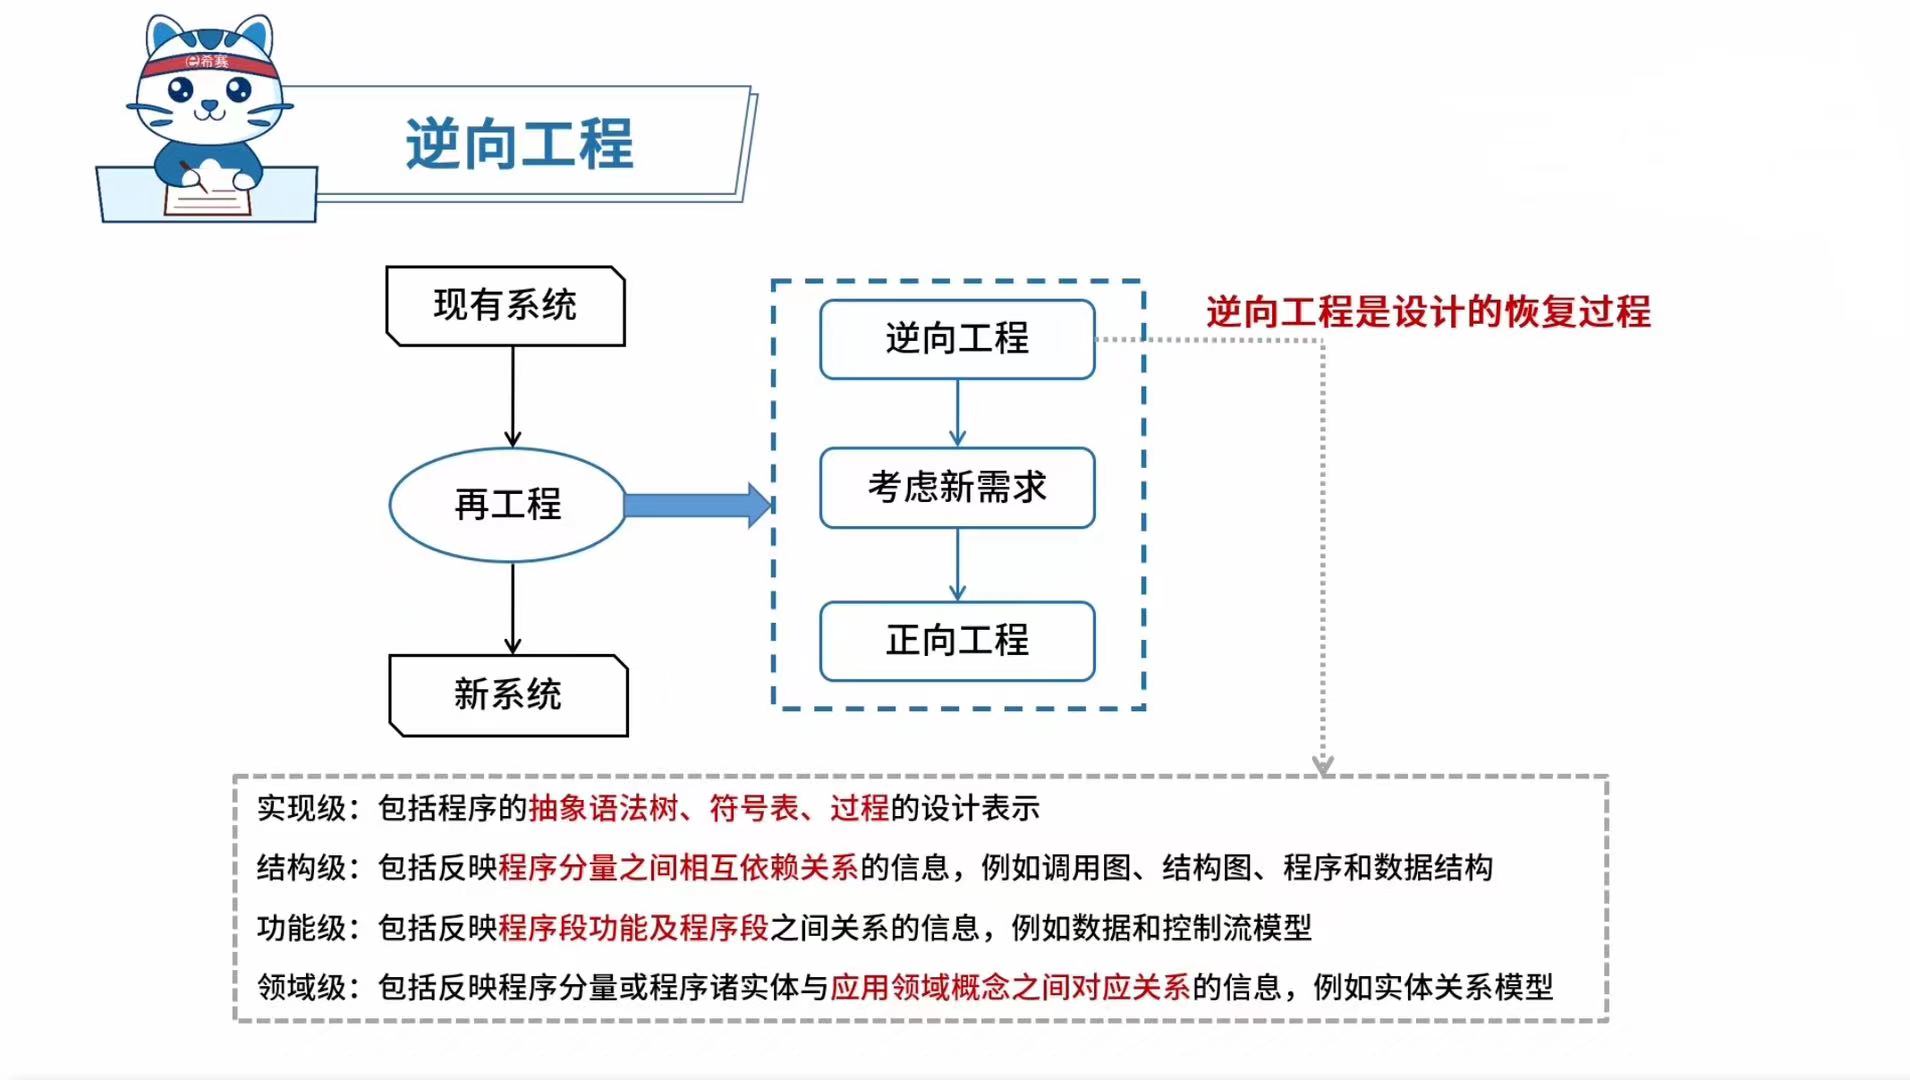 e希赛
逆向工程
现有系统
再工程
新系统
逆向工程
考虑新需求
正向工程
逆向工程是设计的恢复过程
实现级：包括程序的抽象语法树、符号表、过程的设计表示
结构级：包括反映程序分量之间相互依赖关系的信息，例如调用图、结构图、程序和数据结构
功能级：包括反映程序段功能及程序段之间关系的信息，例如数据和控制流模型
领域级：包括反映程序分量或程序诸实体与应用领域概念之间对应关系的信息，例如实体关系模型